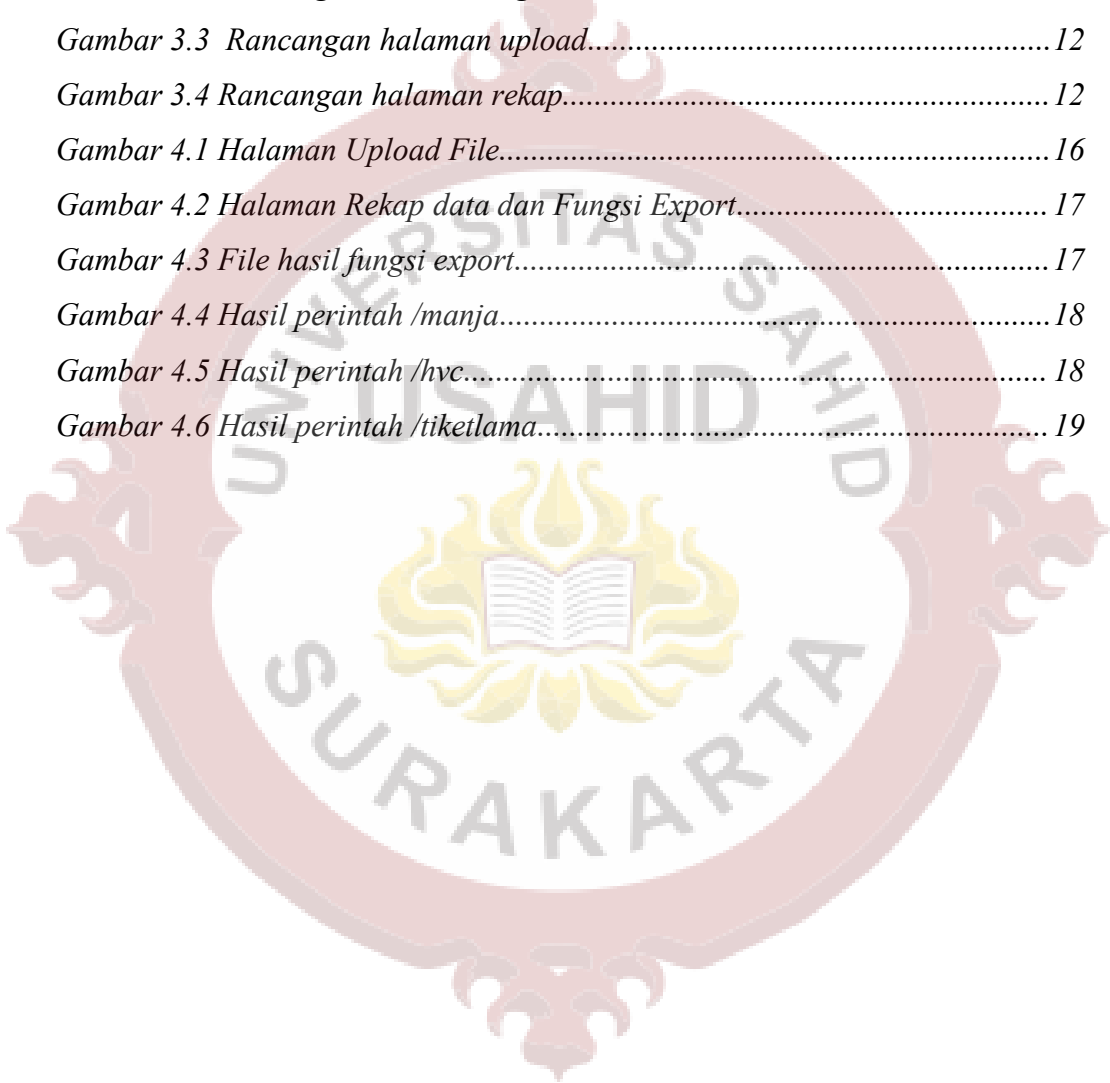 Gambar 3.3  Rancangan halaman upload....................................................................12
Gambar 3.4 Rancangan halaman rekap.......................................................................12
Gambar 4.1 Halaman Upload File................................................................................16
Gambar 4.2 Halaman Rekap data dan Fungsi Export............................................. 17
Gambar 4.3 File hasil fungsi export..............................................................................17
Gambar 4.4 Hasil perintah /manja................................................................................18
Gambar 4.5 Hasil perintah /hvc..................................................................................... 18
Gambar 4.6 Hasil perintah /tiketlama.......................................................................... 19
UNIVERSITAS SAHID
USAHID
SURAKARTA